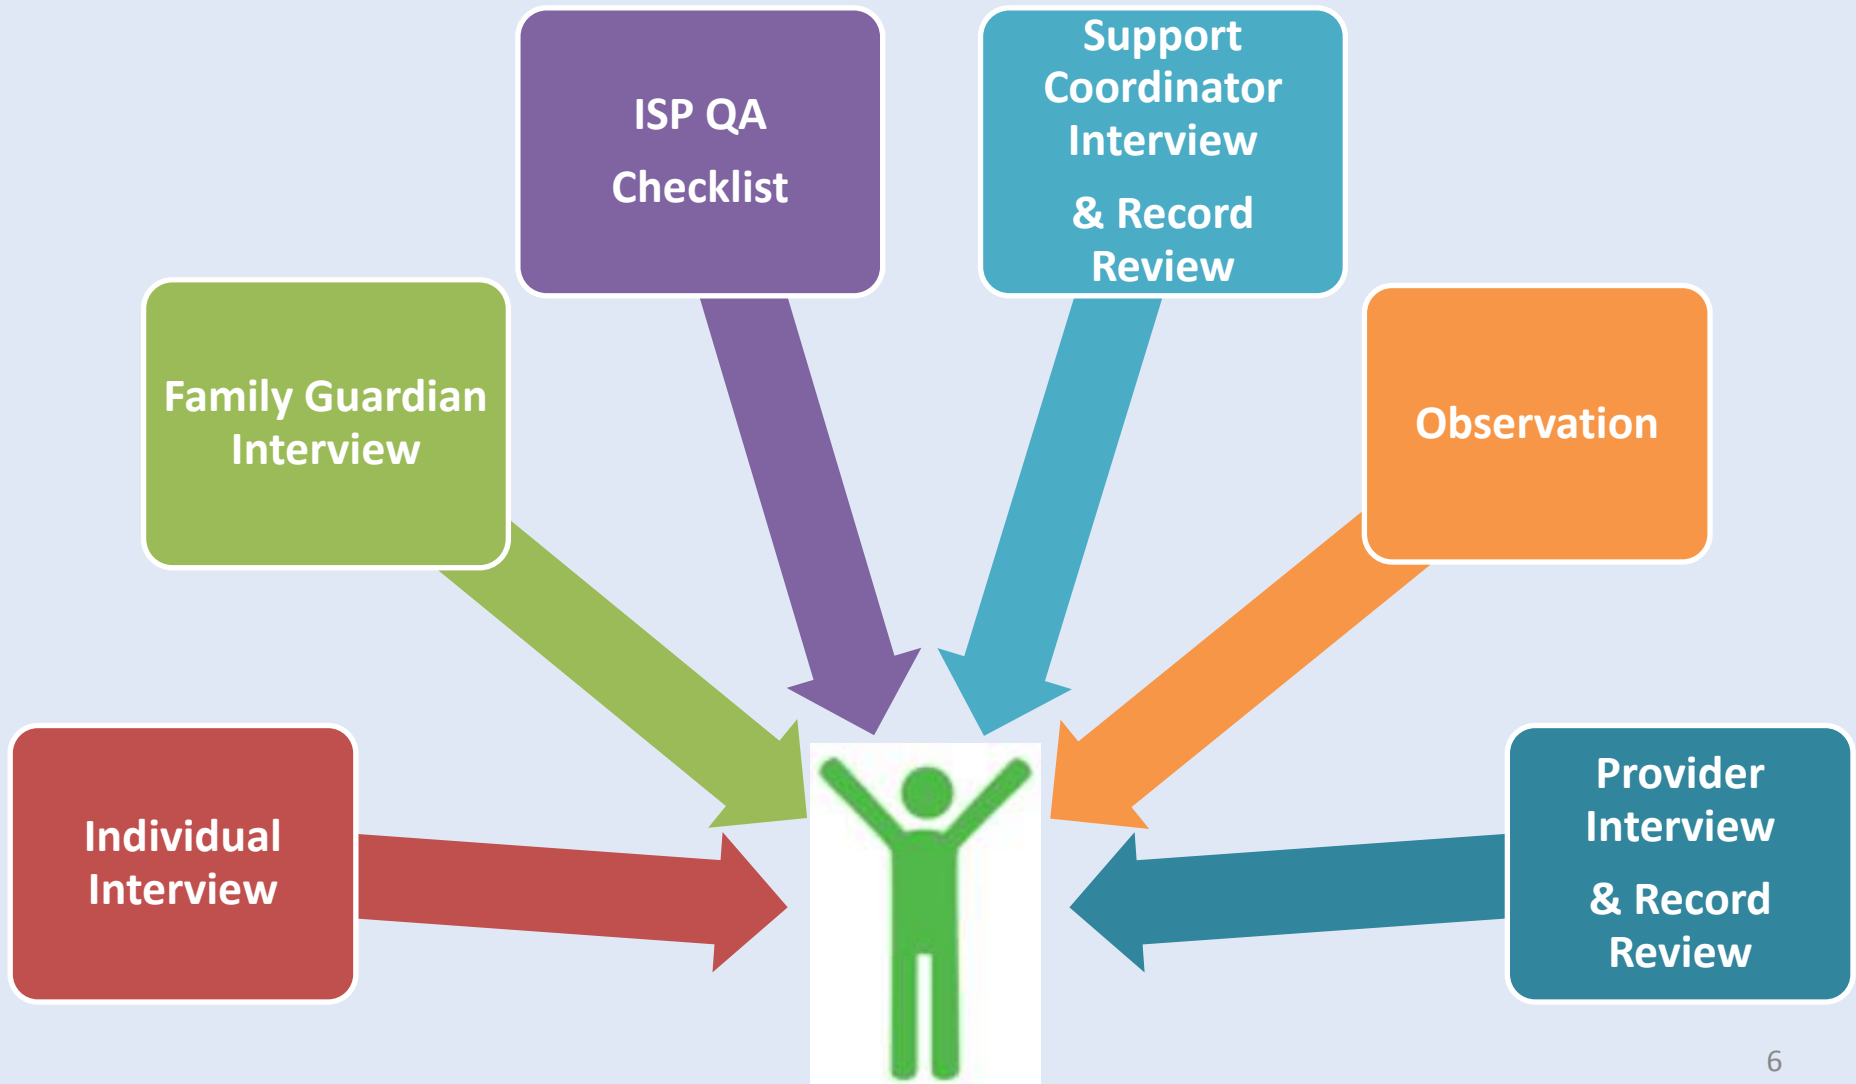 ISP QA
Checklist
Support
Coordinator
Interview
& Record
Review
Family Guardian
Interview
Observation
Individual
Interview
Provider
Interview
& Record
Review
6